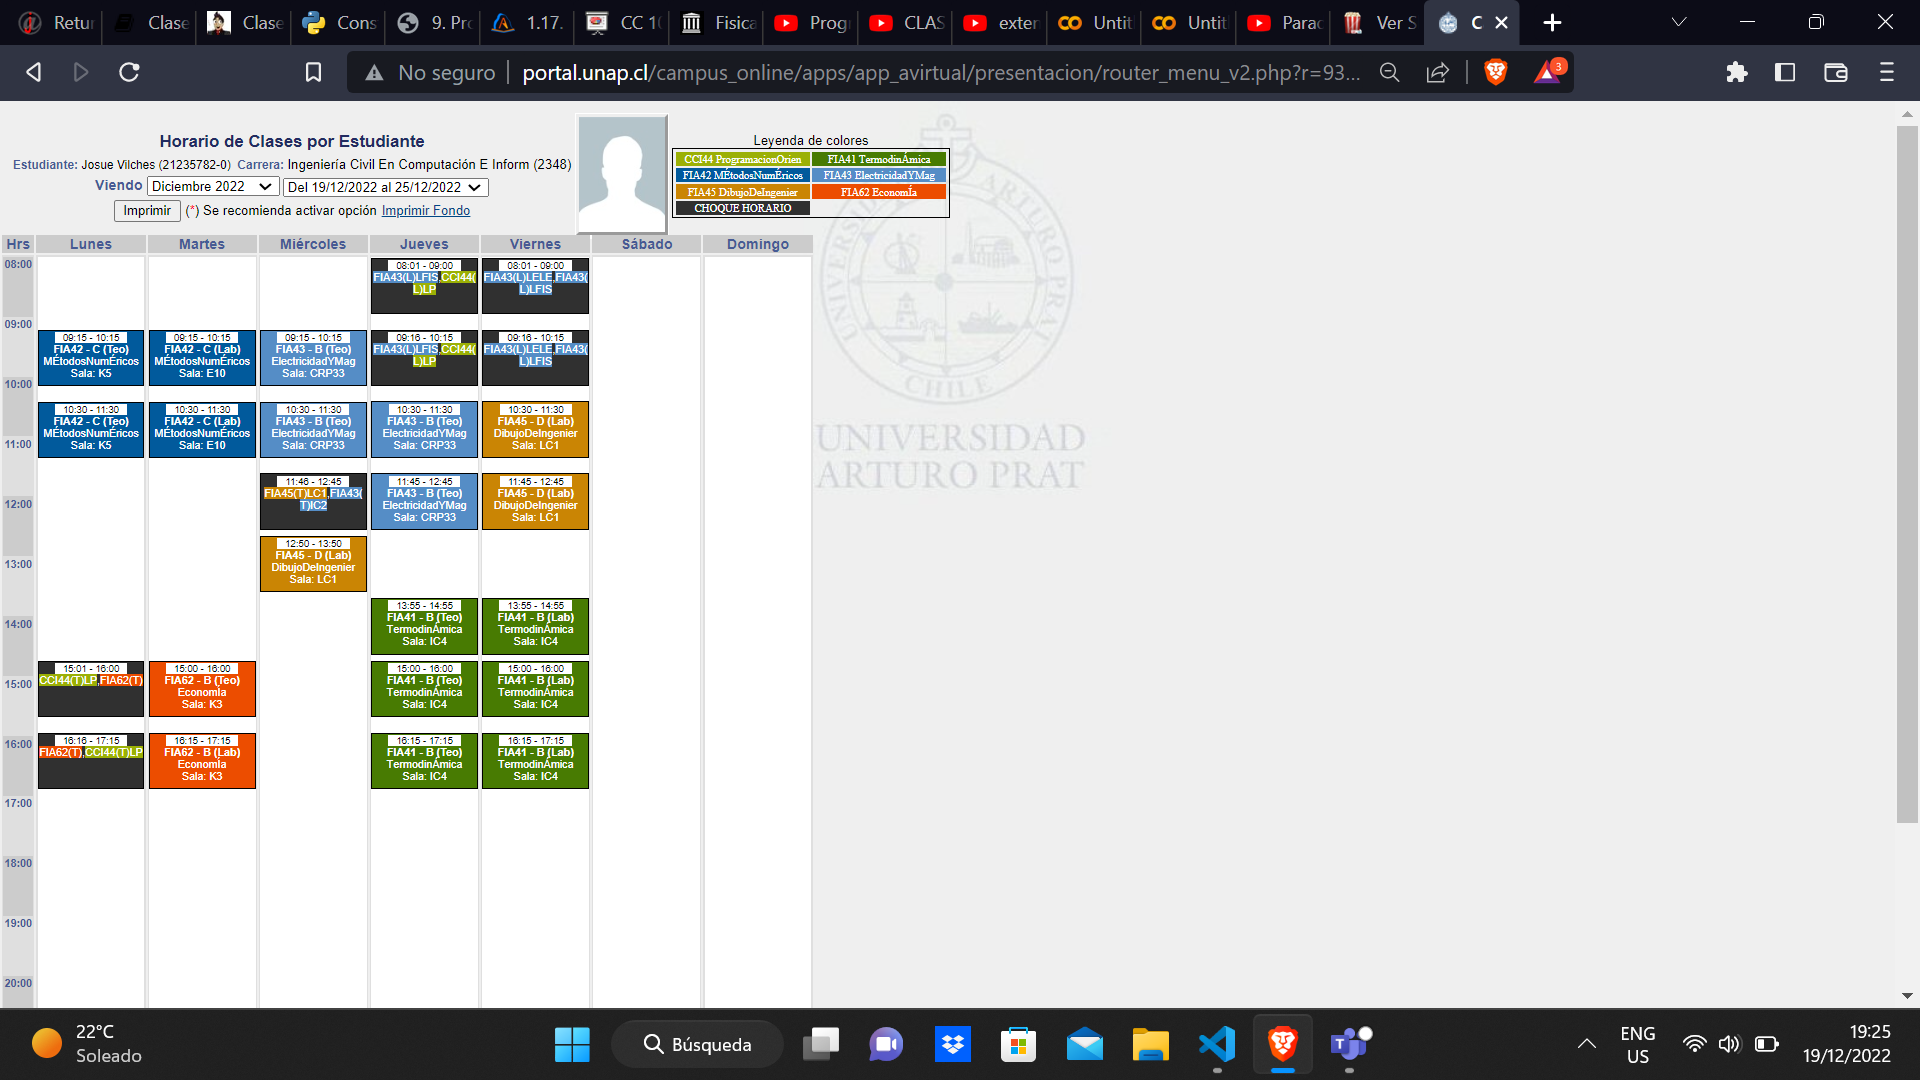 Retur
Clase
Clase
Cons
9. Pr
1.17.
CC 10
Fisica
Progr
CLAS
exter
Untit
Untit
Parad
Ver S
C
No seguro
portal.unap.cl/campus_online/apps/app_avirtual/presentacion/router_menu_v2.php?r=93...
3
Horario de Clases por Estudiante
Estudiante: Josue Vilches (21235782-0) Carrera: Ingeniería Civil En Computación E Inform (2348)
Viendo Diciembre 2022 Del 19/12/2022 al 25/12/2022
Imprimir (*) Se recomienda activar opción Imprimir Fondo
Leyenda de colores
CCI44 ProgramacionOrien FIA41 TermodinÁmica
FIA42 MÉtodosNumÉricos FIA43 ElectricidadYMag
FIA45 DibujoDeIngenier FIA62 EconomÍa
CHOQUE HORARIO
UNIVERSIDAD ARTURO PRAT
CHILE
UNIVERSIDAD
ARTURO PRAT
Hrs Lunes Martes Miércoles Jueves Viernes Sábado Domingo
08:00
08:01 - 09:00
FIA43(L)LFIS,CCI44(
L)LP
08:01 - 09:00
FIA43(L)LELE,FIA43(
L)LFIS
09:00
09:15 - 10:15
FIA42 - C (Teo)
MÉtodosNumÉricos
Sala: K5
09:15 - 10:15
FIA42 - C (Lab)
MÉtodosNumÉricos
Sala: E10
09:15 - 10:15
FIA43 - B (Teo)
ElectricidadYMag
Sala: CRP33
09:16 - 10:15
FIA43(L)LFIS,CCI44(
L)LP
09:16 - 10:15
FIA43(L)LELE,FIA43(
L)LFIS
10:00
10:30 - 11:30
FIA42 - C (Teo)
MÉtodosNumÉricos
Sala: K5
10:30 - 11:30
FIA42 - C (Lab)
MÉtodosNumÉricos
Sala: E10
10:30 - 11:30
FIA43 - B (Teo)
ElectricidadYMag
Sala: CRP33
10:30 - 11:30
FIA43 - B (Teo)
ElectricidadYMag
Sala: CRP33
10:30 - 11:30
FIA45 - D (Lab)
DibujoDeIngenier
Sala: LC1
11:00
11:46 - 12:45
FIA45(T)LC1,FIA43(
T)IC2
11:45 - 12:45
FIA43 - B (Teo)
ElectricidadYMag
Sala: CRP33
11:45 - 12:45
FIA45 - D (Lab)
DibujoDeIngenier
Sala: LC1
12:00
12:50 - 13:50
FIA45 - D (Lab)
DibujoDeIngenier
Sala: LC1
13:00
13:55 - 14:55
FIA41 - B (Teo)
TermodinÁmica
Sala: IC4
13:55 - 14:55
FIA41 - B (Lab)
TermodinÁmica
Sala: IC4
14:00
15:01 - 16:00
CCI44(T)LP,FIA62(T)
15:00 - 16:00
FIA62 - B (Teo)
EconomÍa
Sala: K3
15:00 - 16:00
FIA41 - B (Teo)
TermodinÁmica
Sala: IC4
15:00 - 16:00
FIA41 - B (Lab)
TermodinÁmica
Sala: IC4
15:00
16:16 - 17:15
FIA62(T),CCI44(T)LP
16:15 - 17:15
FIA62 - B (Lab)
EconomÍa
Sala: K3
16:15 - 17:15
FIA41 - B (Teo)
TermodinÁmica
Sala: IC4
16:15 - 17:15
FIA41 - B (Lab)
TermodinÁmica
Sala: IC4
16:00
17:00
18:00
19:00
20:00
22°C
Soleado
Búsqueda
ENG
US
19:25
19/12/2022